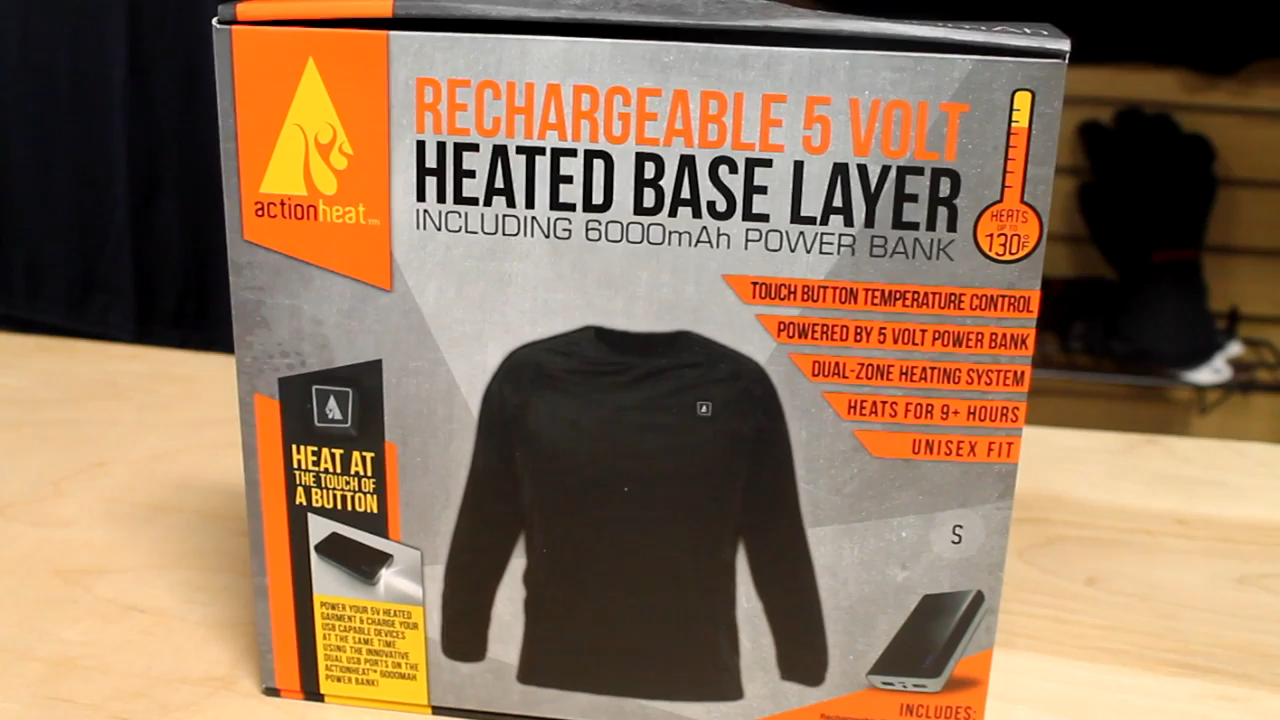 actionheat™
RECHARGEABLE 5 VOLT
HEATED BASE LAYER
INCLUDING 6000mAh POWER BANK
HEATS
UP TO
130°F
TOUCH BUTTON TEMPERATURE CONTROL
POWERED BY 5 VOLT POWER BANK
DUAL-ZONE HEATING SYSTEM
HEATS FOR 9+ HOURS
UNISEX FIT
HEAT AT
THE TOUCH OF
A BUTTON
POWER YOUR 5V HEATED
GARMENT & CHARGE YOUR
USB CAPABLE DEVICES
AT THE SAME TIME,
USING THE INNOVATIVE
DUAL USB PORTS ON THE
ACTIONHEAT™ 6000MAH
POWER BANK!
S
INCLUDES: